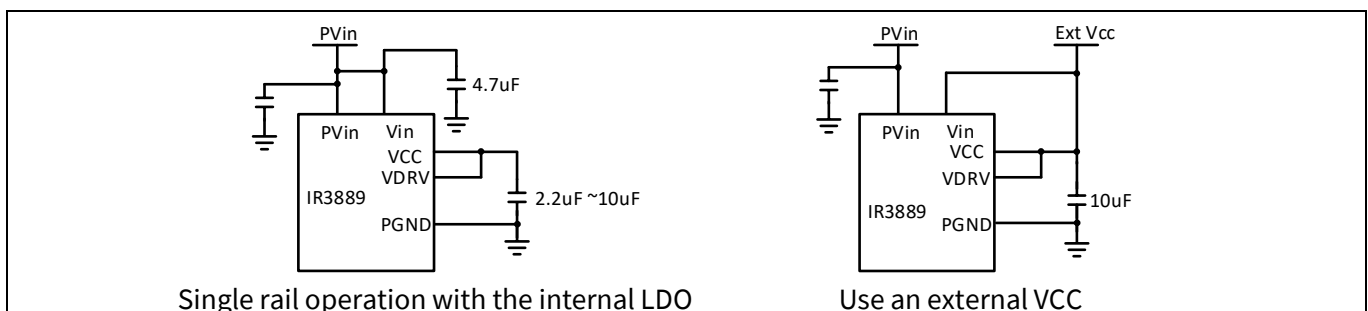 PVin
4.7uF
PVin Vin
VCC
VDRV
IR3889
2.2uF ~10uF
PGND
Single rail operation with the internal LDO
PVin
Ext Vcc
PVin Vin
VCC
VDRV
IR3889
10uF
PGND
Use an external VCC